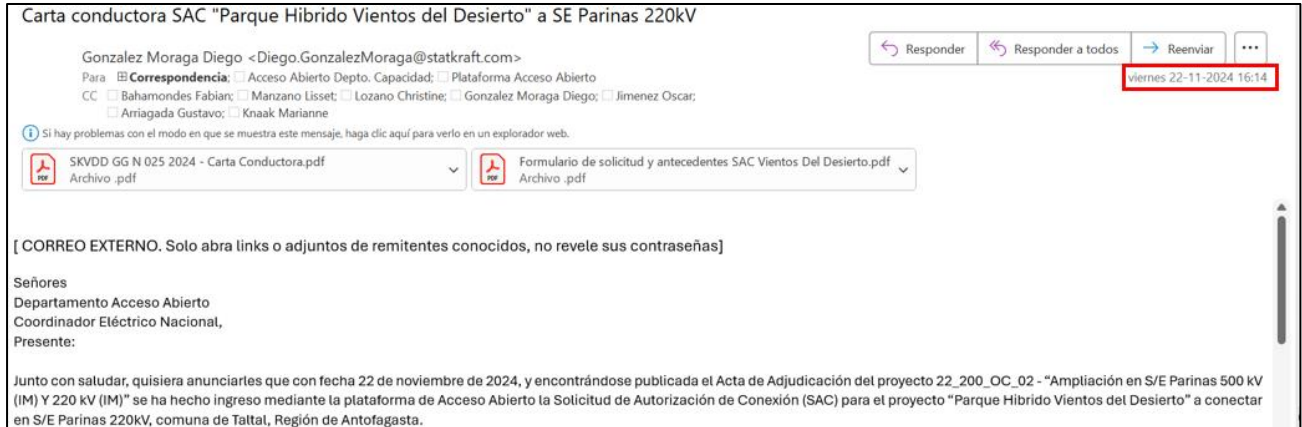 Carta conductora SAC "Parque Hibrido Vientos del Desierto" a SE Parinas 220kV
Gonzalez Moraga Diego <Diego.GonzalezMoraga@statkraft.com>
Responder
Responder a todos
Reenviar
Para Correspondencia; Acceso Abierto Depto. Capacidad; Plataforma Acceso Abierto
viernes 22-11-2024 16:14
CC Bahamondes Fabian; Manzano Lisset; Lozano Christine; Gonzalez Moraga Diego; Jimenez Oscar;
Arriagada Gustavo; Knaak Marianne
Si hay problemas con el modo en que se muestra este mensaje, haga clic aquí para verlo en un explorador web.
PDF
SKVDD GG N 025 2024 - Carta Conductora.pdf
Archivo .pdf
PDF
Formulario de solicitud y antecedentes SAC Vientos Del Desierto.pdf
Archivo .pdf
[ CORREO EXTERNO. Solo abra links o adjuntos de remitentes conocidos, no revele sus contraseñas]
Señores
Departamento Acceso Abierto
Coordinador Eléctrico Nacional,
Presente:
Junto con saludar, quisiera anunciarles que con fecha 22 de noviembre de 2024, y encontrándose publicada el Acta de Adjudicación del proyecto 22_200_OC_02 - "Ampliación en S/E Parinas 500 kV
(IM) Y 220 kV (IM)" se ha hecho ingreso mediante la plataforma de Acceso Abierto la Solicitud de Autorización de Conexión (SAC) para el proyecto "Parque Hibrido Vientos del Desierto" a conectar
en S/E Parinas 220kV, comuna de Taltal, Región de Antofagasta.